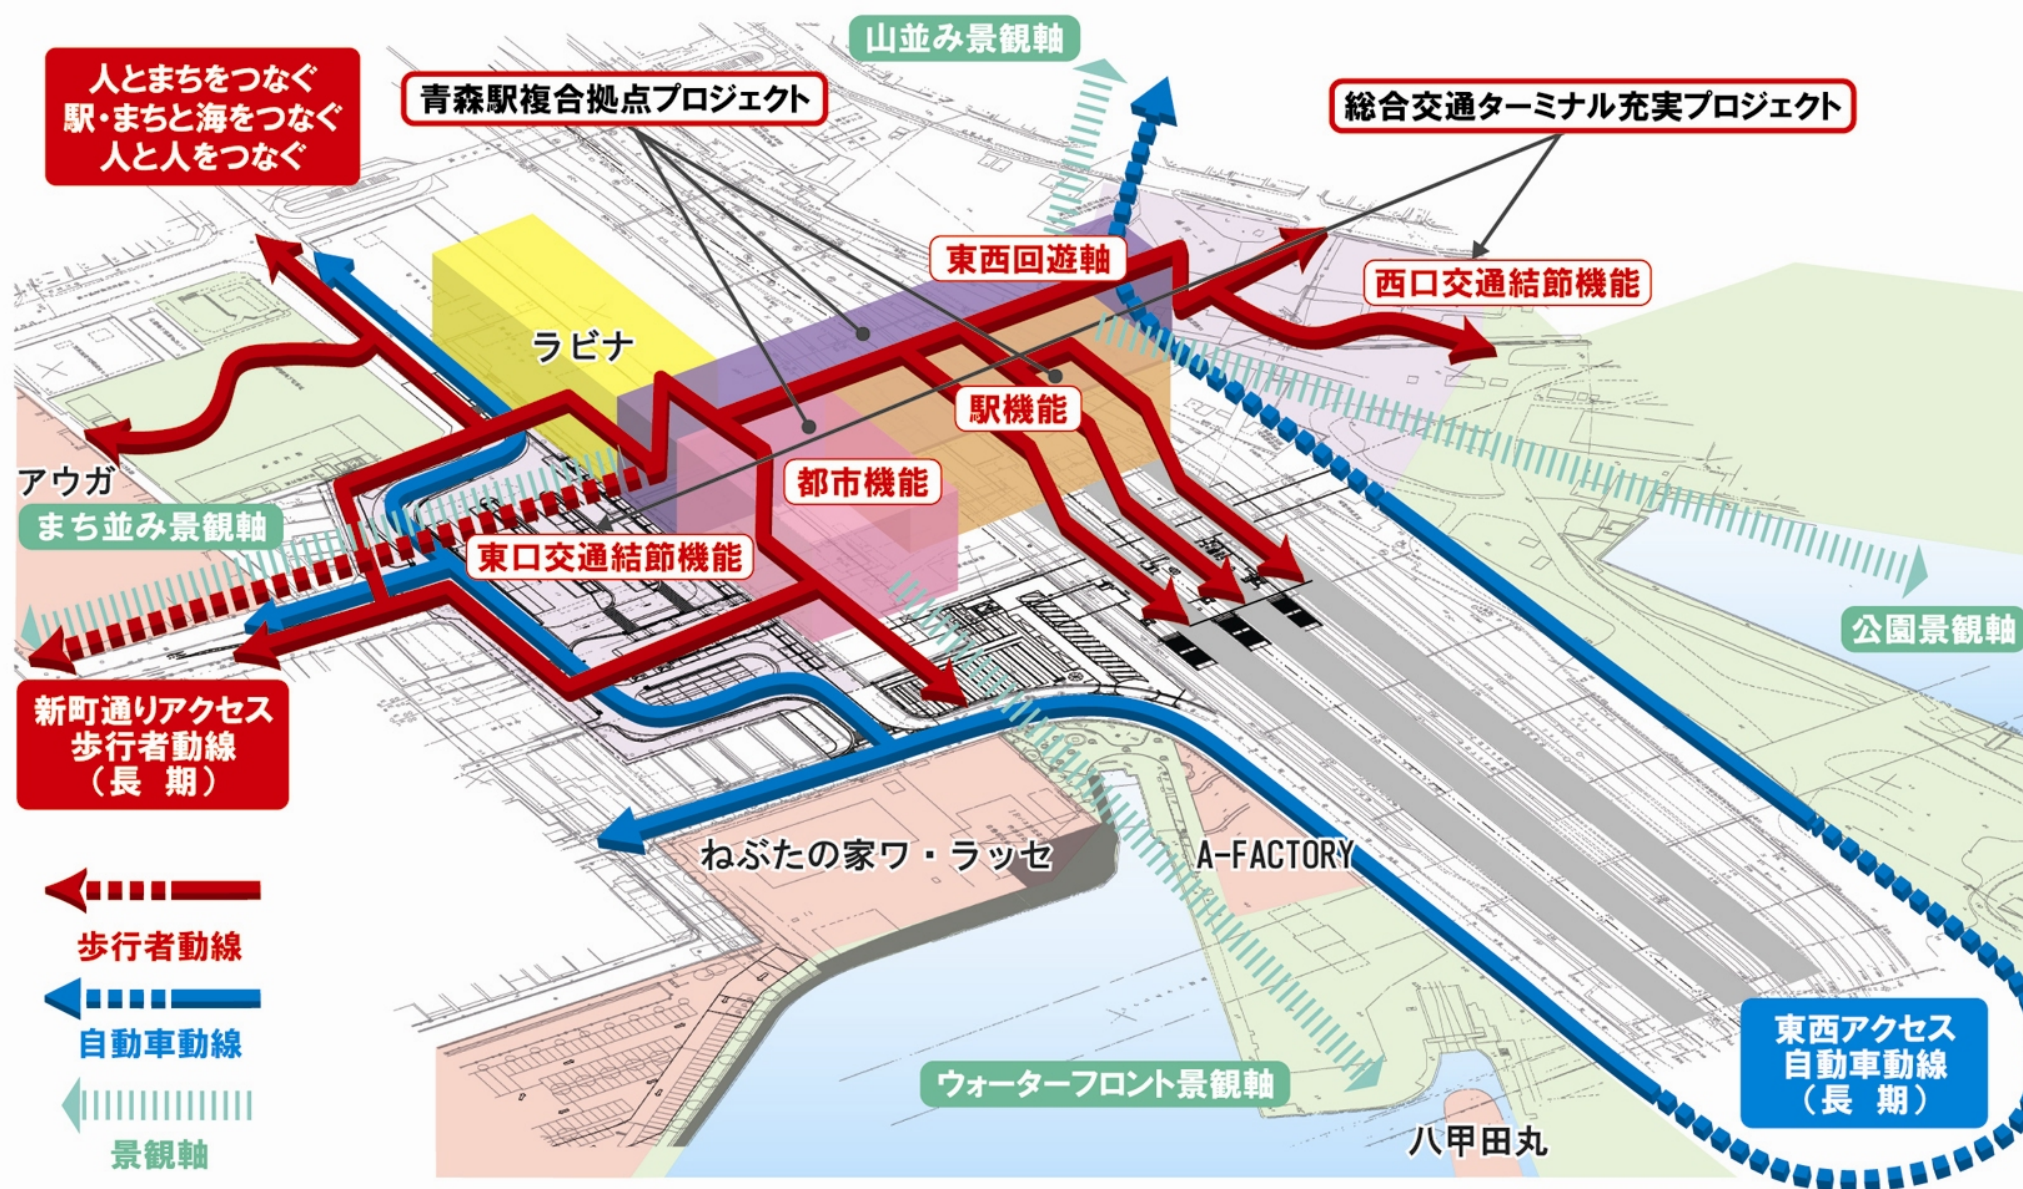 山並み景観軸
人とまちをつなぐ
駅・まちと海をつなぐ
人と人をつなぐ
青森駅複合拠点プロジェクト
総合交通ターミナル充実プロジェクト
東西回遊軸
西口交通結節機能
ラビナ
駅機能
アウガ
都市機能
まち並み景観軸
東口交通結節機能
公園景観軸
新町通りアクセス
歩行者動線
（長　期）
ねぶたの家ワ・ラッセ
A-FACTORY
歩行者動線
自動車動線
景観軸
東西アクセス
自動車動線
（長　期）
ウォーターフロント景観軸
八甲田丸